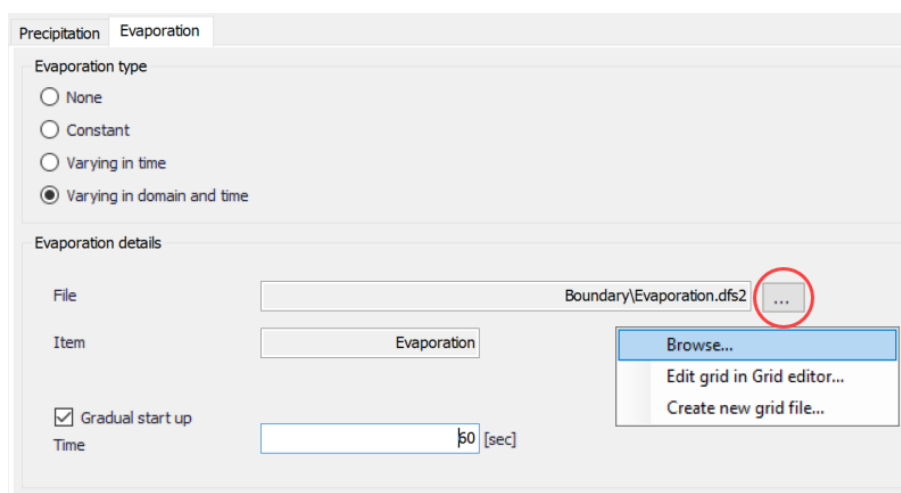 Precipitation Evaporation
Evaporation type
None
Constant
Varying in time
Varying in domain and time
Evaporation details
File Boundary\Evaporation.dfs2 ...
Item Evaporation
Browse...
Edit grid in Grid editor...
Create new grid file...
Gradual start up
Time 60 [sec]